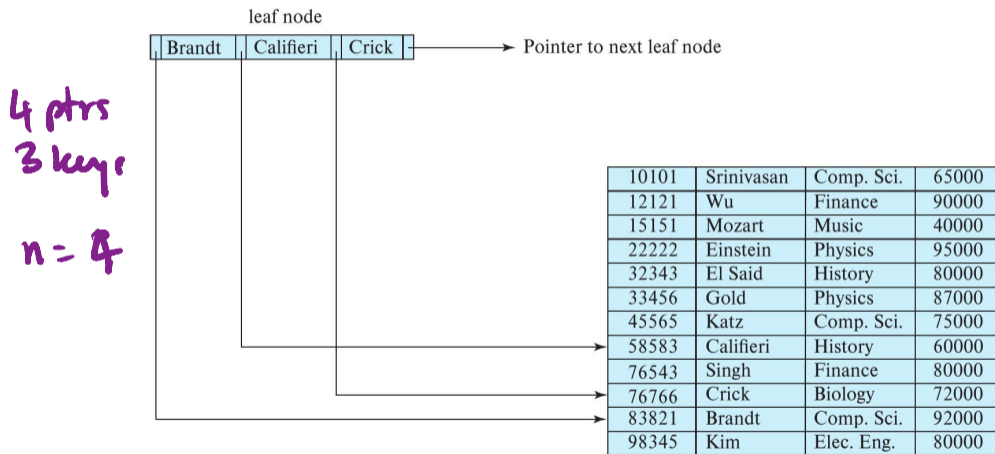 leaf node
Brandt Califieri Crick
Pointer to next leaf node
4 ptrs
3 keys
n = 4
10101 Srinivasan Comp. Sci. 65000
12121 Wu Finance 90000
15151 Mozart Music 40000
22222 Einstein Physics 95000
32343 El Said History 80000
33456 Gold Physics 87000
45565 Katz Comp. Sci. 75000
58583 Califieri History 60000
76543 Singh Finance 80000
76766 Crick Biology 72000
83821 Brandt Comp. Sci. 92000
98345 Kim Elec. Eng. 80000